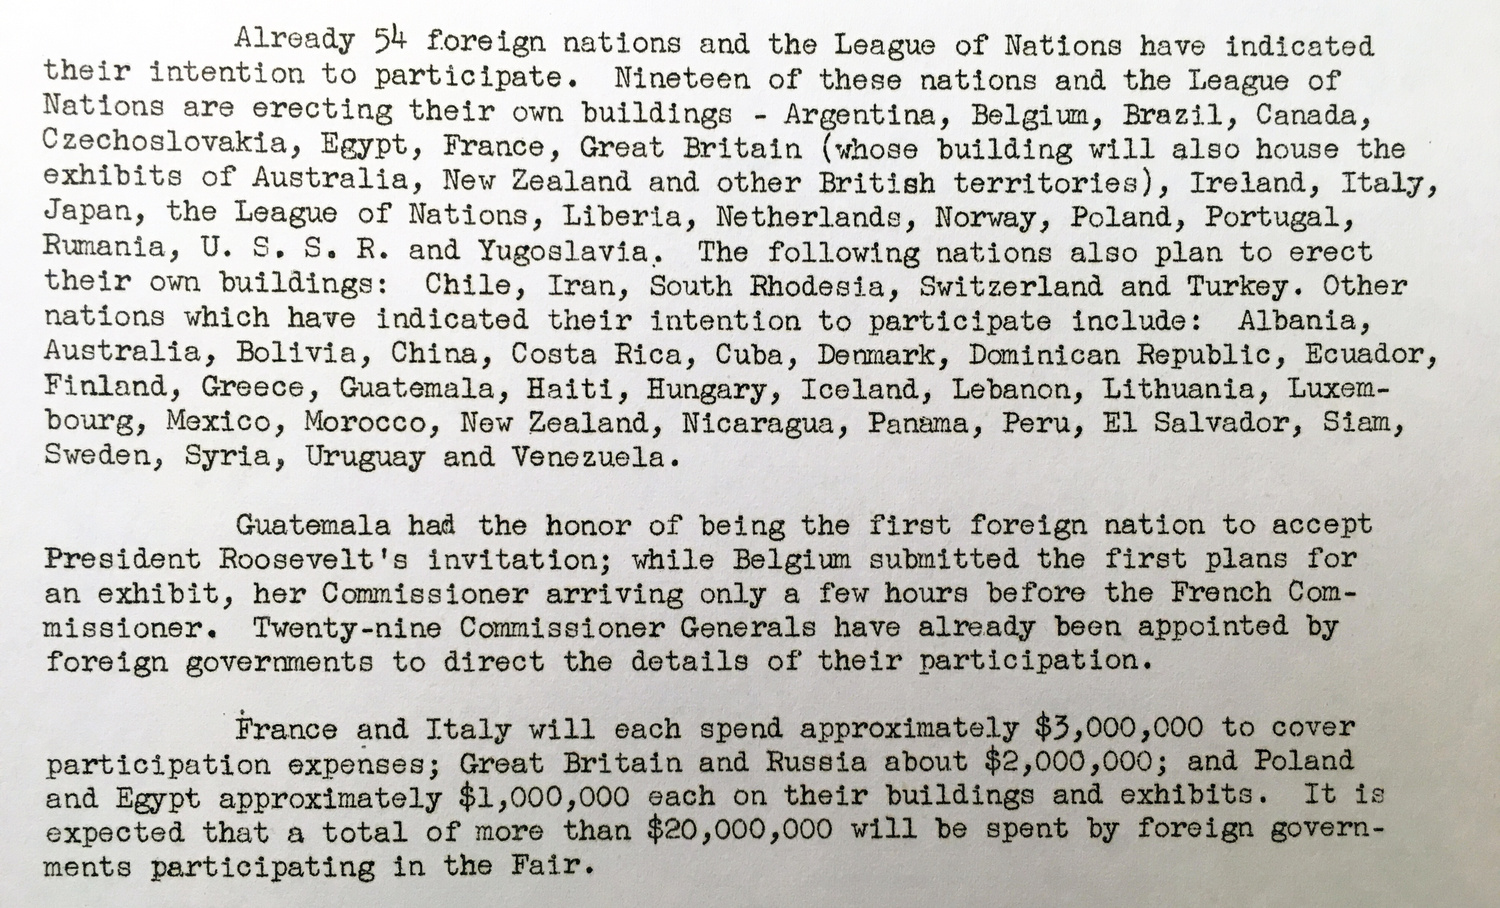 Already 54 foreign nations and the League of Nations have indicated
their intention to participate. Nineteen of these nations and the League of
Nations are erecting their own buildings - Argentina, Belgium, Brazil, Canada,
Czechoslovakia, Egypt, France, Great Britain (whose building will also house the
exhibits of Australia, New Zealand and other British territories), Ireland, Italy,
Japan, the League of Nations, Liberia, Netherlands, Norway, Poland, Portugal,
Rumania, U. S. S. R. and Yugoslavia. The following nations also plan to erect
their own buildings: Chile, Iran, South Rhodesia, Switzerland and Turkey. Other
nations which have indicated their intention to participate include: Albania,
Australia, Bolivia, China, Costa Rica, Cuba, Denmark, Dominican Republic, Ecuador,
Finland, Greece, Guatemala, Haiti, Hungary, Iceland, Lebanon, Lithuania, Luxem-
bourg, Mexico, Morocco, New Zealand, Nicaragua, Panama, Peru, El Salvador, Siam,
Sweden, Syria, Uruguay and Venezuela.
Guatemala had the honor of being the first foreign nation to accept
President Roosevelt's invitation; while Belgium submitted the first plans for
an exhibit, her Commissioner arriving only a few hours before the French Com-
missioner. Twenty-nine Commissioner Generals have already been appointed by
foreign governments to direct the details of their participation.
France and Italy will each spend approximately $3,000,000 to cover
participation expenses; Great Britain and Russia about $2,000,000; and Poland
and Egypt approximately $1,000,000 each on their buildings and exhibits. It is
expected that a total of more than $20,000,000 will be spent by foreign govern-
ments participating in the Fair.